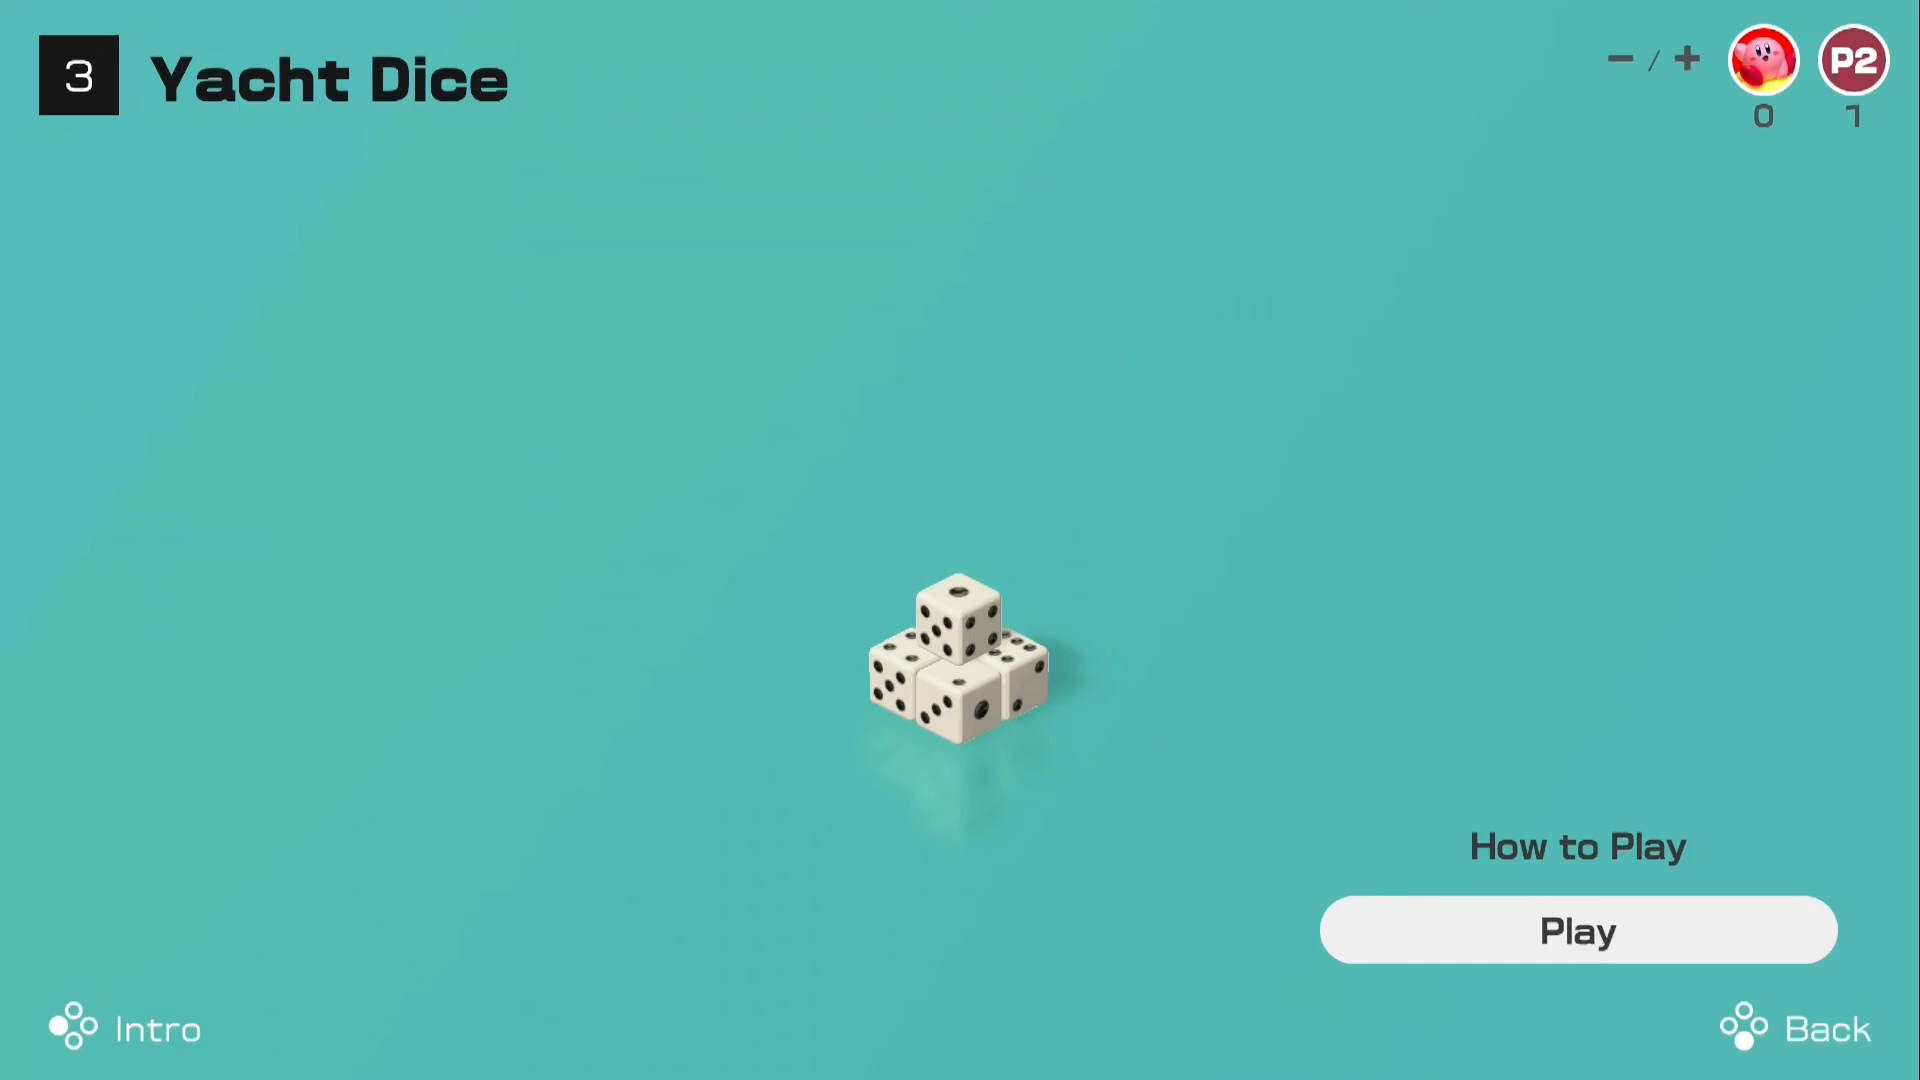 3 Yacht Dice
- / + P2
0 1
How to Play
Play
Intro
Back